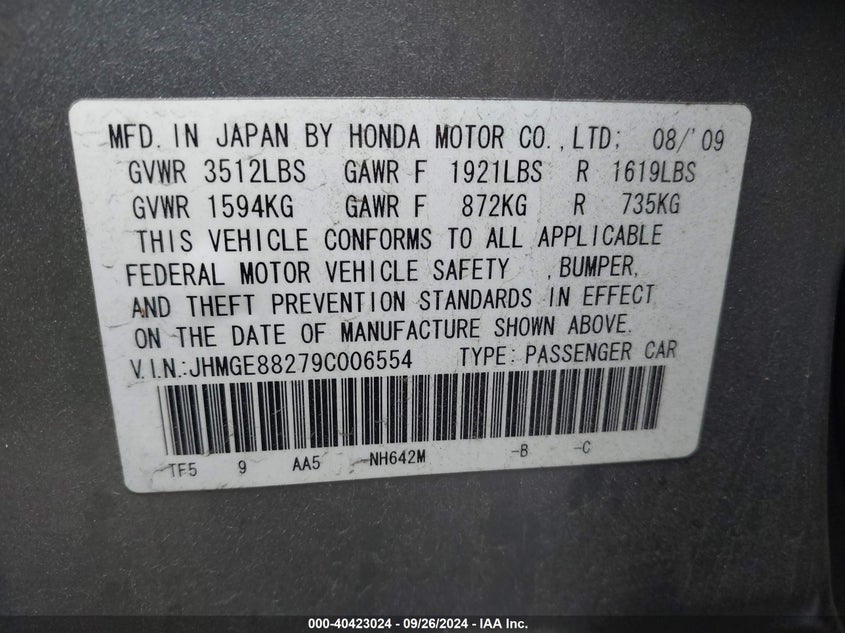 MFD. IN JAPAN BY HONDA MOTOR CO., LTD; 08/'09
GVWR 3512LBS GAWR F 1921LBS R 1619LBS
GVWR 1594KG GAWR F 872KG R 735KG
THIS VEHICLE CONFORMS TO ALL APPLICABLE
FEDERAL MOTOR VEHICLE SAFETY , BUMPER,
AND THEFT PREVENTION STANDARDS IN EFFECT
ON THE DATE OF MANUFACTURE SHOWN ABOVE.
V.I.N.:JHMGE88279C006554 TYPE: PASSENGER CAR
TF5 9 AA5 NH642M -B -C
000-40423024 - 09/26/2024 - IAA Inc.